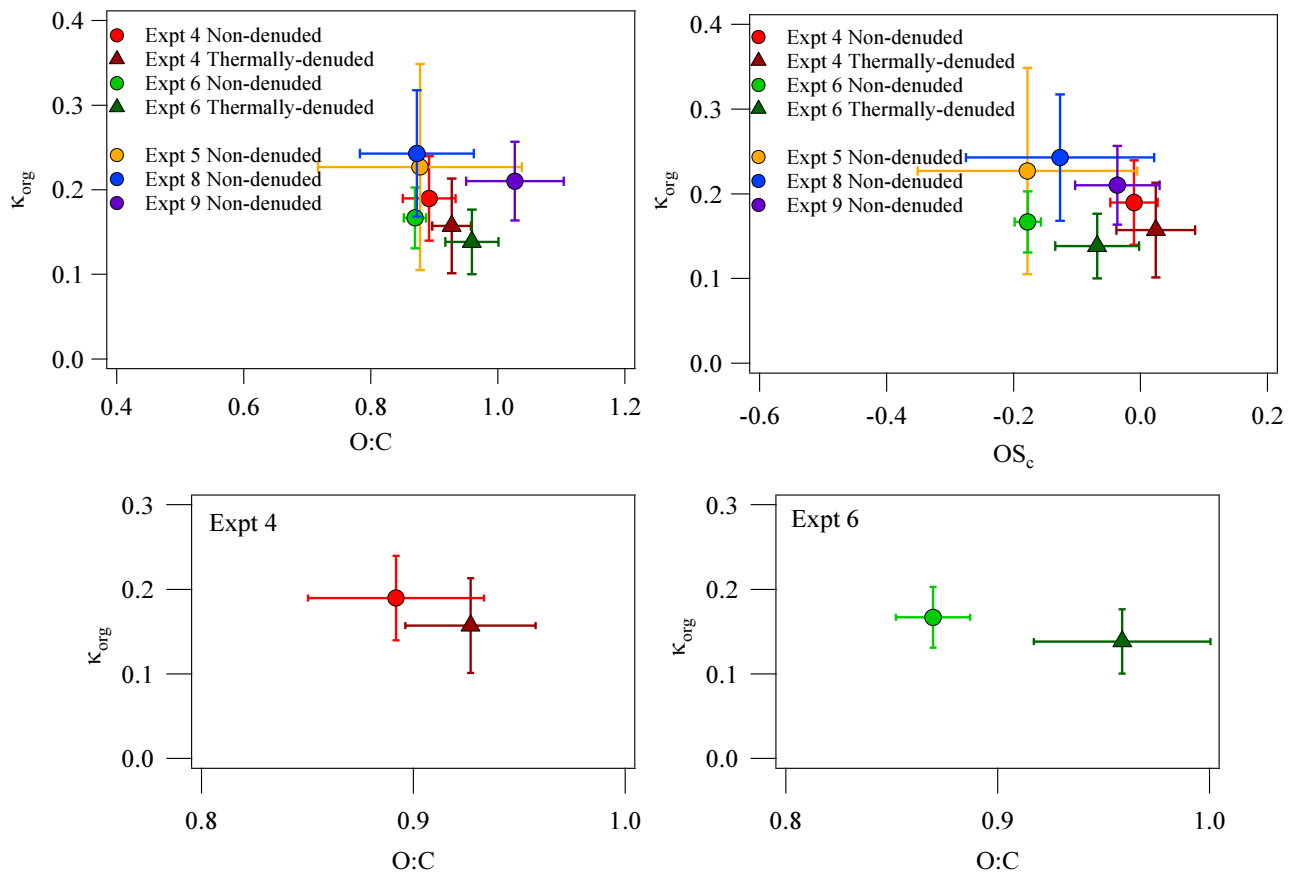 0.4
0.3
0.2
0.1
0.0
κorg
Expt 4 Non-denuded
Expt 4 Thermally-denuded
Expt 6 Non-denuded
Expt 6 Thermally-denuded
Expt 5 Non-denuded
Expt 8 Non-denuded
Expt 9 Non-denuded
0.4 0.6 0.8 1.0 1.2
O:C
0.4
0.3
0.2
0.1
0.0
κorg
Expt 4 Non-denuded
Expt 4 Thermally-denuded
Expt 6 Non-denuded
Expt 6 Thermally-denuded
Expt 5 Non-denuded
Expt 8 Non-denuded
Expt 9 Non-denuded
-0.6 -0.4 -0.2 0.0 0.2
OSc
0.3
0.2
0.1
0.0
κorg
Expt 4
0.8 0.9 1.0
O:C
0.3
0.2
0.1
0.0
κorg
Expt 6
0.8 0.9 1.0
O:C